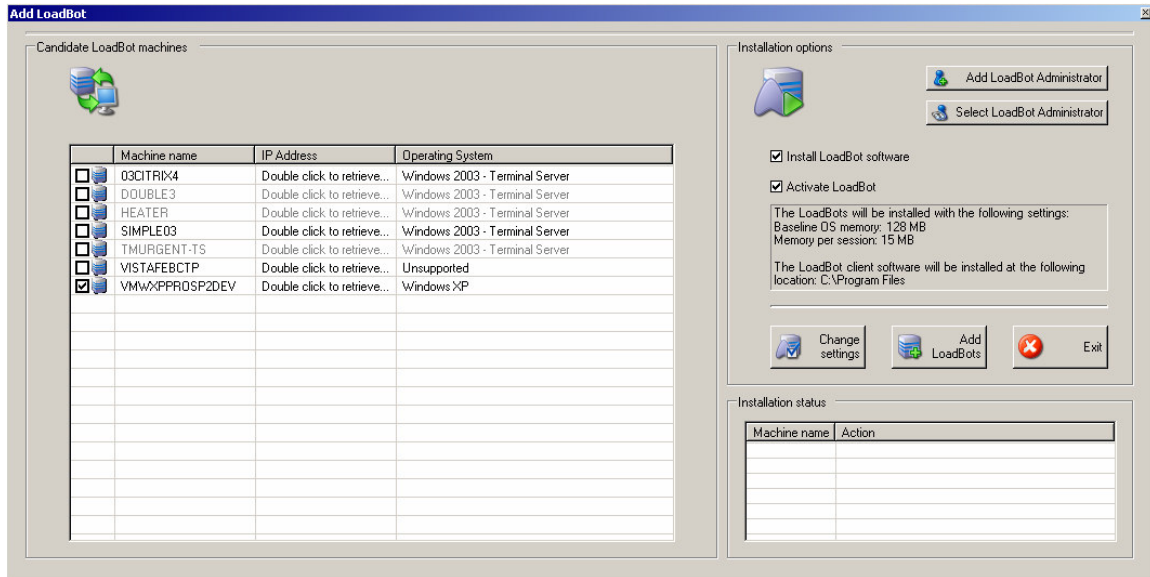 Add LoadBot
Candidate LoadBot machines
Machine name IP Address Operating System
03CITRIX4 Double click to retrieve... Windows 2003 - Terminal Server
DOUBLE3 Double click to retrieve... Windows 2003 - Terminal Server
HEATER Double click to retrieve... Windows 2003 - Terminal Server
SIMPLE03 Double click to retrieve... Windows 2003 - Terminal Server
TMURGENT-TS Double click to retrieve... Windows 2003 - Terminal Server
VISTAFEBCTP Double click to retrieve... Unsupported
VMWXPPROSP2DEV Double click to retrieve... Windows XP
Installation options
Add LoadBot Administrator
Select LoadBot Administrator
Install LoadBot software
Activate LoadBot
The LoadBots will be installed with the following settings:
Baseline OS memory: 128 MB
Memory per session: 15 MB
The LoadBot client software will be installed at the following
location: C:\Program Files
Change
settings
Add
LoadBots
Exit
Installation status
Machine name Action